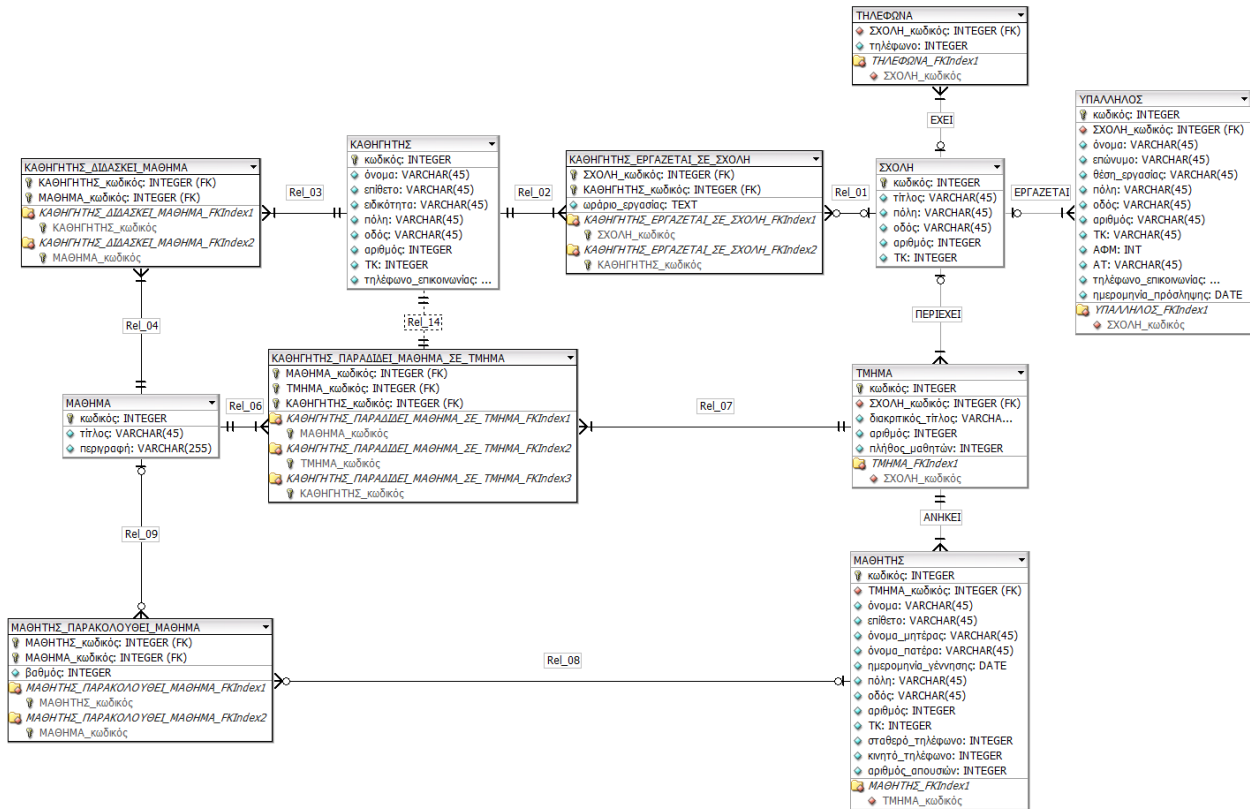 ΤΗΛΕΦΩΝΑ
ΣΧΟΛΗ_κωδικός: INTEGER (FK)
τηλέφωνο: INTEGER
ΤΗΛΕΦΩΝΑ_FKIndex1
ΣΧΟΛΗ_κωδικός
ΕΧΕΙ
ΥΠΑΛΛΗΛΟΣ
κωδικός: INTEGER
ΣΧΟΛΗ_κωδικός: INTEGER (FK)
όνομα: VARCHAR(45)
επώνυμο: VARCHAR(45)
θέση_εργασίας: VARCHAR(45)
πόλη: VARCHAR(45)
οδός: VARCHAR(45)
αριθμός: VARCHAR(45)
ΤΚ: VARCHAR(45)
ΑΦΜ: INT
ΑΤ: VARCHAR(45)
τηλέφωνο_επικοινωνίας: ...
ημερομηνία_πρόσληψης: DATE
ΥΠΑΛΛΗΛΟΣ_FKIndex1
ΣΧΟΛΗ_κωδικός
ΚΑΘΗΓΗΤΗΣ_ΔΙΔΑΣΚΕΙ_ΜΑΘΗΜΑ
ΚΑΘΗΓΗΤΗΣ_κωδικός: INTEGER (FK)
ΜΑΘΗΜΑ_κωδικός: INTEGER (FK)
ΚΑΘΗΓΗΤΗΣ_ΔΙΔΑΣΚΕΙ_ΜΑΘΗΜΑ_FKIndex1
ΚΑΘΗΓΗΤΗΣ_κωδικός
ΚΑΘΗΓΗΤΗΣ_ΔΙΔΑΣΚΕΙ_ΜΑΘΗΜΑ_FKIndex2
ΜΑΘΗΜΑ_κωδικός
Rel_03
ΚΑΘΗΓΗΤΗΣ
κωδικός: INTEGER
όνομα: VARCHAR(45)
επίθετο: VARCHAR(45)
ειδικότητα: VARCHAR(45)
πόλη: VARCHAR(45)
οδός: VARCHAR(45)
αριθμός: INTEGER
ΤΚ: INTEGER
τηλέφωνο_επικοινωνίας: ...
Rel_02
ΚΑΘΗΓΗΤΗΣ_ΕΡΓΑΖΕΤΑΙ_ΣΕ_ΣΧΟΛΗ
ΣΧΟΛΗ_κωδικός: INTEGER (FK)
ΚΑΘΗΓΗΤΗΣ_κωδικός: INTEGER (FK)
ωράριο_εργασίας: TEXT
ΚΑΘΗΓΗΤΗΣ_ΕΡΓΑΖΕΤΑΙ_ΣΕ_ΣΧΟΛΗ_FKIndex1
ΣΧΟΛΗ_κωδικός
ΚΑΘΗΓΗΤΗΣ_ΕΡΓΑΖΕΤΑΙ_ΣΕ_ΣΧΟΛΗ_FKIndex2
ΚΑΘΗΓΗΤΗΣ_κωδικός
Rel_01
ΣΧΟΛΗ
κωδικός: INTEGER
τίτλος: VARCHAR(45)
πόλη: VARCHAR(45)
οδός: VARCHAR(45)
αριθμός: INTEGER
ΤΚ: INTEGER
ΕΡΓΑΖΕΤΑΙ
Rel_04
Rel_14
ΠΕΡΙΕΧΕΙ
ΜΑΘΗΜΑ
κωδικός: INTEGER
τίτλος: VARCHAR(45)
περιγραφή: VARCHAR(255)
Rel_06
ΚΑΘΗΓΗΤΗΣ_ΠΑΡΑΔΙΔΕΙ_ΜΑΘΗΜΑ_ΣΕ_ΤΜΗΜΑ
ΜΑΘΗΜΑ_κωδικός: INTEGER (FK)
ΤΜΗΜΑ_κωδικός: INTEGER (FK)
ΚΑΘΗΓΗΤΗΣ_κωδικός: INTEGER (FK)
ΚΑΘΗΓΗΤΗΣ_ΠΑΡΑΔΙΔΕΙ_ΜΑΘΗΜΑ_ΣΕ_ΤΜΗΜΑ_FKIndex1
ΜΑΘΗΜΑ_κωδικός
ΚΑΘΗΓΗΤΗΣ_ΠΑΡΑΔΙΔΕΙ_ΜΑΘΗΜΑ_ΣΕ_ΤΜΗΜΑ_FKIndex2
ΤΜΗΜΑ_κωδικός
ΚΑΘΗΓΗΤΗΣ_ΠΑΡΑΔΙΔΕΙ_ΜΑΘΗΜΑ_ΣΕ_ΤΜΗΜΑ_FKIndex3
ΚΑΘΗΓΗΤΗΣ_κωδικός
Rel_07
ΤΜΗΜΑ
κωδικός: INTEGER
ΣΧΟΛΗ_κωδικός: INTEGER (FK)
διακριτικός_τίτλος: VARCHA...
αριθμός: INTEGER
πλήθος_μαθητών: INTEGER
ΤΜΗΜΑ_FKIndex1
ΣΧΟΛΗ_κωδικός
ΑΝΗΚΕΙ
Rel_09
ΜΑΘΗΤΗΣ_ΠΑΡΑΚΟΛΟΥΘΕΙ_ΜΑΘΗΜΑ
ΜΑΘΗΤΗΣ_κωδικός: INTEGER (FK)
ΜΑΘΗΜΑ_κωδικός: INTEGER (FK)
βαθμός: INTEGER
ΜΑΘΗΤΗΣ_ΠΑΡΑΚΟΛΟΥΘΕΙ_ΜΑΘΗΜΑ_FKIndex1
ΜΑΘΗΤΗΣ_κωδικός
ΜΑΘΗΤΗΣ_ΠΑΡΑΚΟΛΟΥΘΕΙ_ΜΑΘΗΜΑ_FKIndex2
ΜΑΘΗΜΑ_κωδικός
Rel_08
ΜΑΘΗΤΗΣ
κωδικός: INTEGER
ΤΜΗΜΑ_κωδικός: INTEGER (FK)
όνομα: VARCHAR(45)
επίθετο: VARCHAR(45)
όνομα_μητέρας: VARCHAR(45)
όνομα_πατέρα: VARCHAR(45)
ημερομηνία_γέννησης: DATE
πόλη: VARCHAR(45)
οδός: VARCHAR(45)
αριθμός: INTEGER
ΤΚ: INTEGER
σταθερό_τηλέφωνο: INTEGER
κινητό_τηλέφωνο: INTEGER
αριθμός_απουσιών: INTEGER
ΜΑΘΗΤΗΣ_FKIndex1
ΤΜΗΜΑ_κωδικός